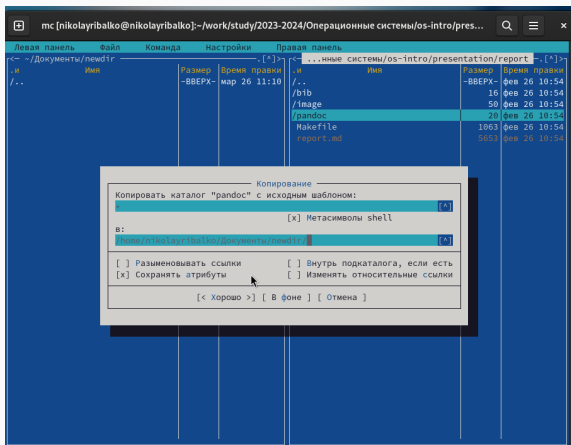 mc [nikolayribalko@nikolayribalko]:~/work/study/2023-2024/Операционные системы/os-intro/pres...
Левая панель Файл Команда Настройки Правая панель
<— ~/Документы/newdir .[^]>
.и Имя Размер Время правки
/.. -ВВЕРХ- мар 26 11:10
<— ...нные системы/os-intro/presentation/report .[^]>
.и Имя Размер Время правки
/.. -ВВЕРХ- фев 26 10:54
/bib 16 фев 26 10:54
/image 50 фев 26 10:54
/pandoc 20 фев 26 10:54
Makefile 1063 фев 26 10:54
report.md 5653 фев 26 10:54
Копирование
Копировать каталог "pandoc" с исходным шаблоном:
* [^]
[x] Метасимволы shell
в:
/home/nikolayribalko/Документы/newdir/ [^]
[ ] Разыменовывать ссылки [ ] Внутрь подкаталога, если есть
[x] Сохранять атрибуты [ ] Изменять относительные ссылки
[< Хорошо >] [ В фоне ] [ Отмена ]